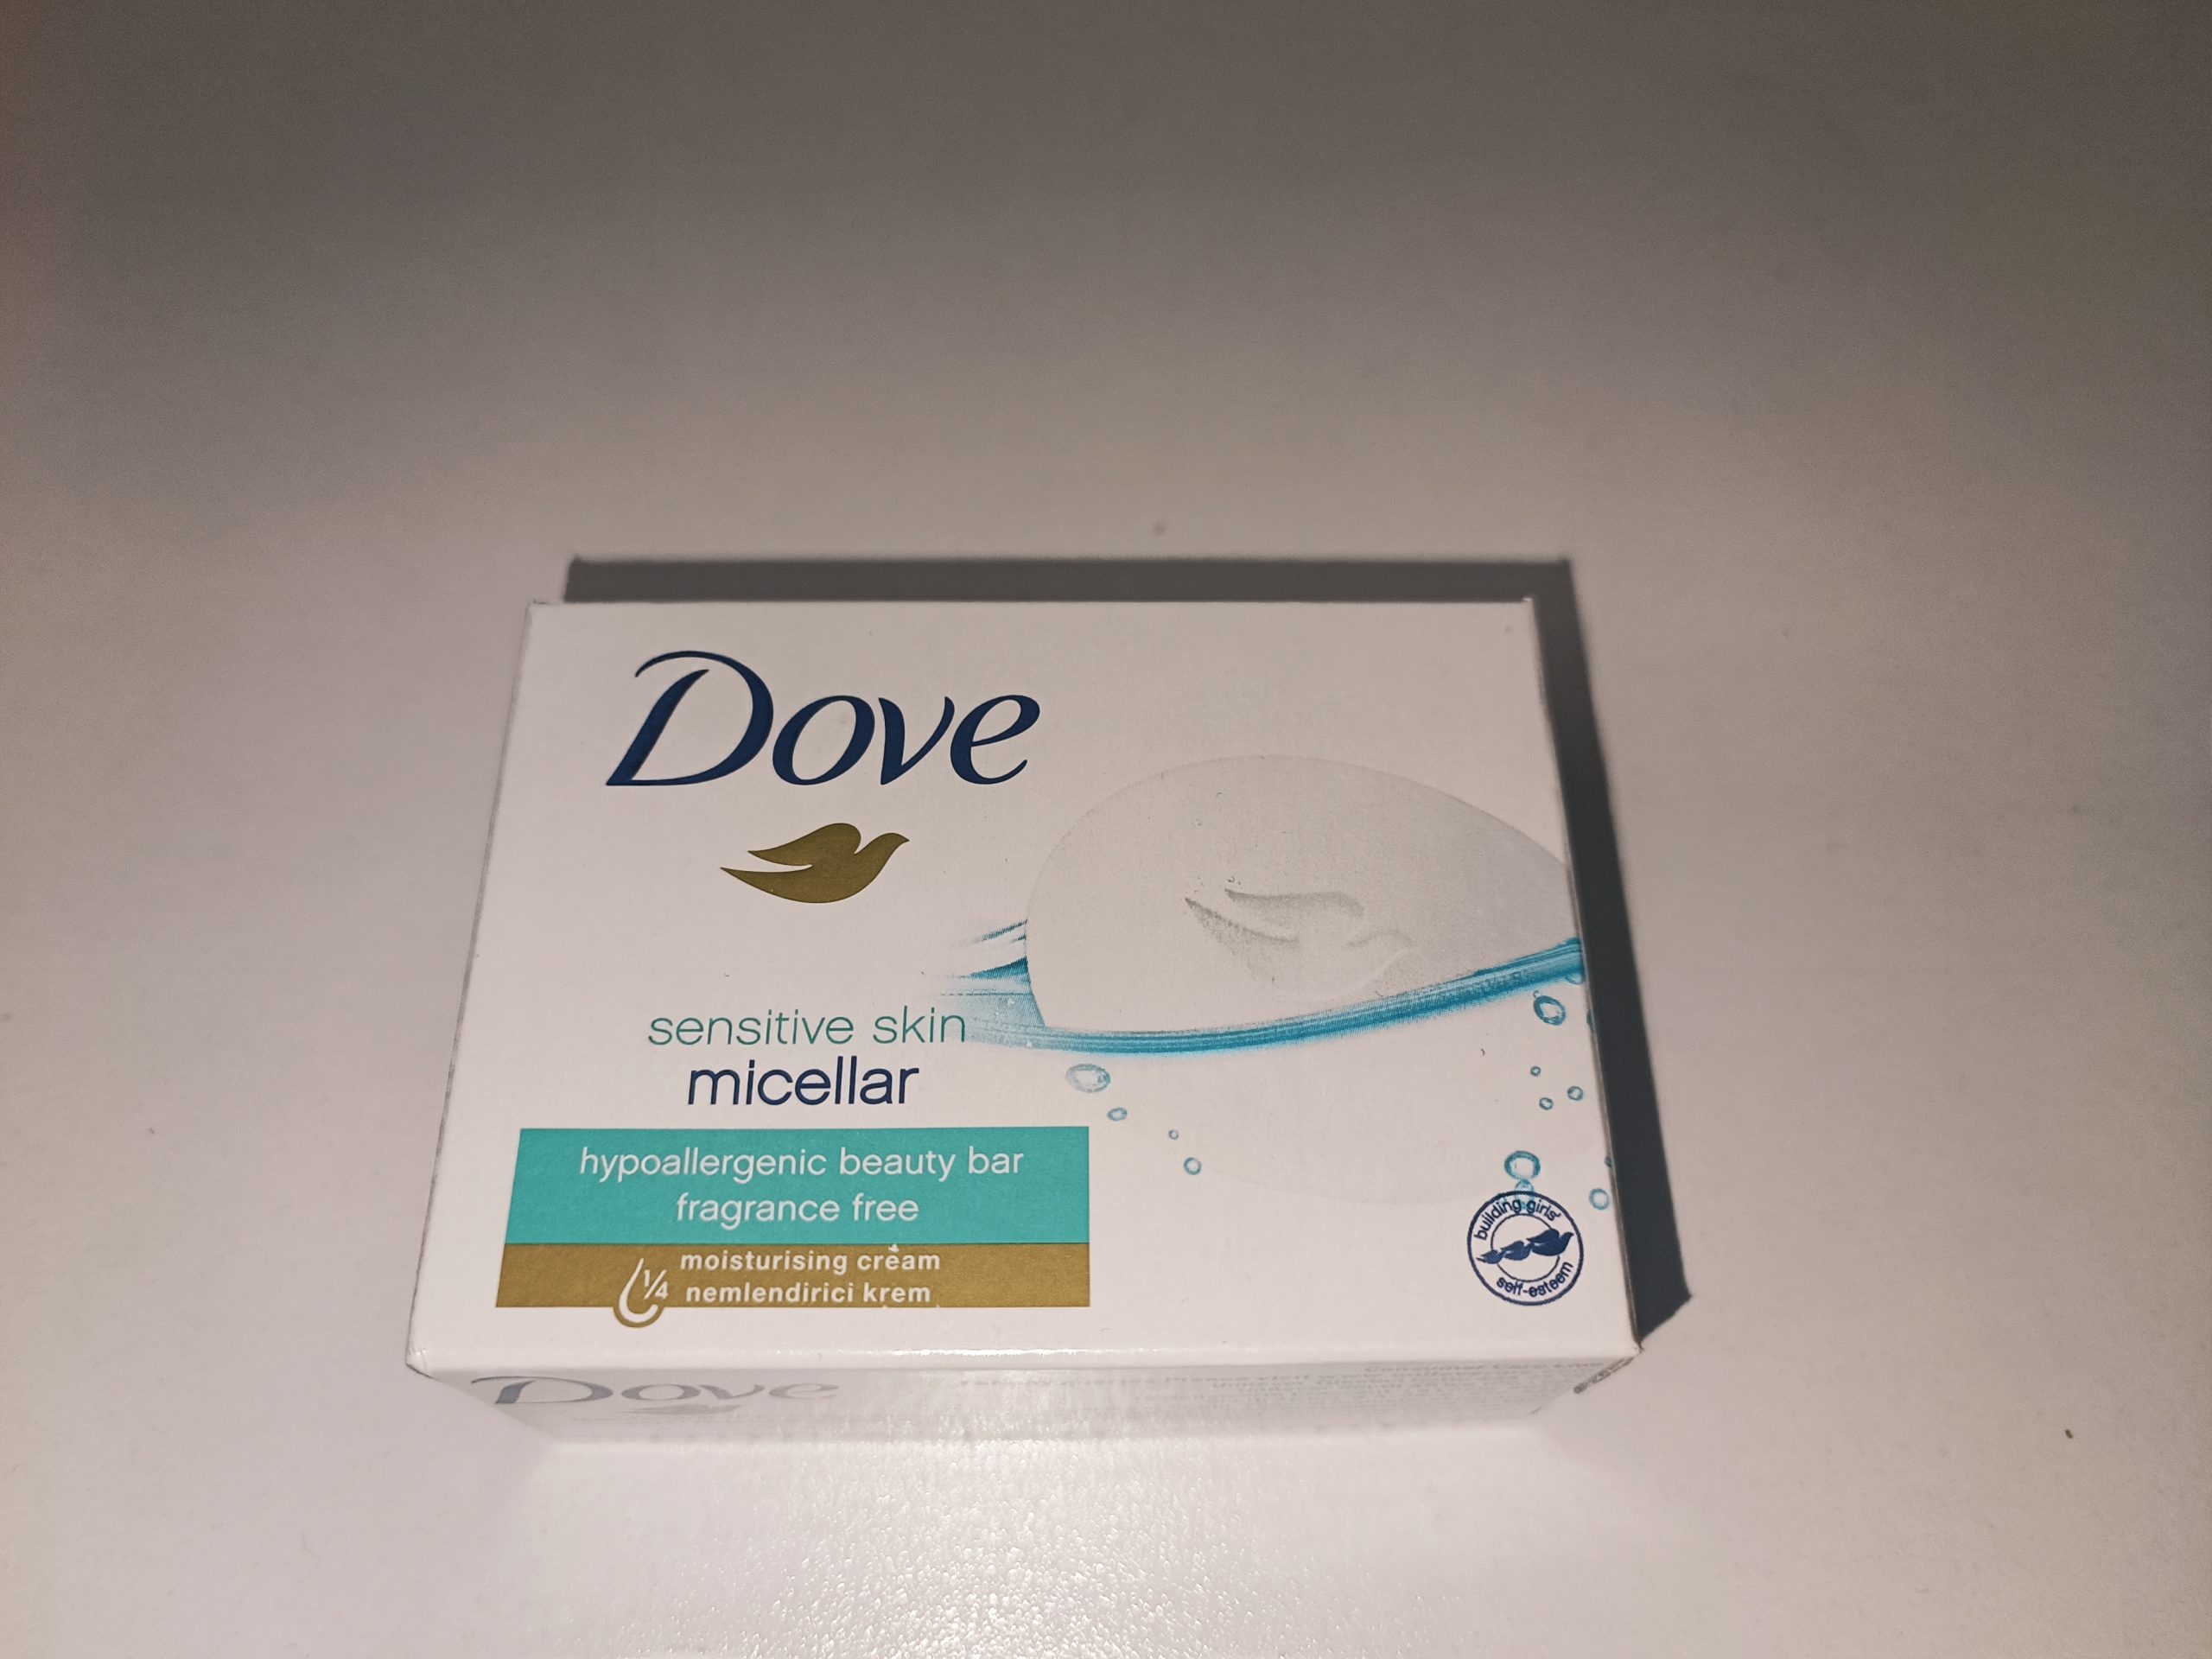 Dove
sensitive skin
micellar
hypoallergenic beauty bar
fragrance free
1/4
moisturising cream
nemlendirici krem
building girls'
self-esteem
Dove